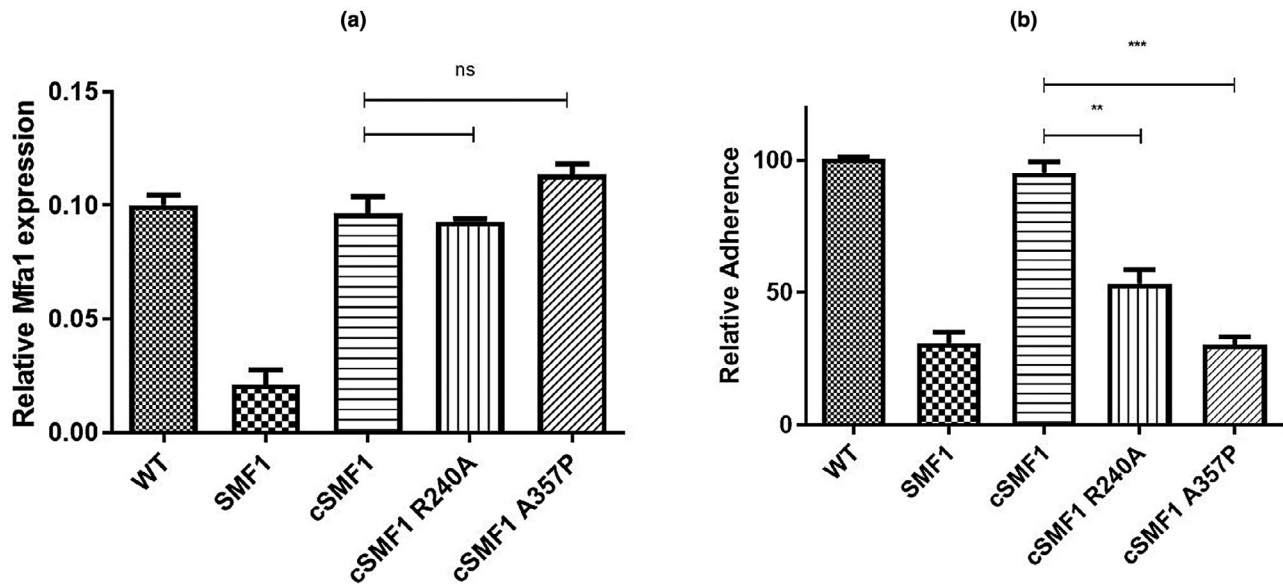 (a)
Relative Mfa1 expression
0.15
0.10
0.05
0.00
ns
WT
SMF1
cSMF1
cSMF1 R240A
cSMF1 A357P
(b)
Relative Adherence
100
50
0
***
**
WT
SMF1
cSMF1
cSMF1 R240A
cSMF1 A357P